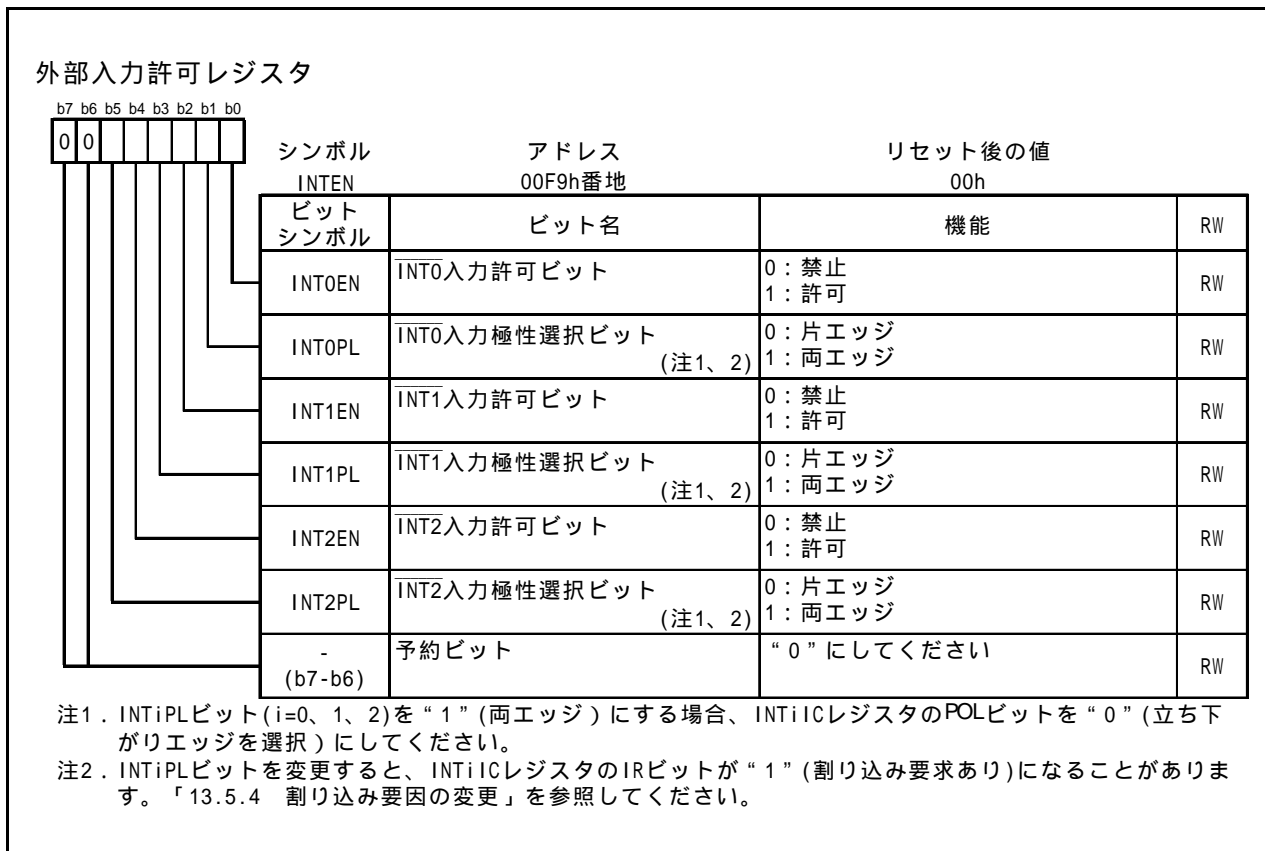 外部入力許可レジスタ
b7 b6 b5 b4 b3 b2 b1 b0
0 0
シンボル アドレス リセット後の値
INTEN 00F9h番地 00h
ビット
シンボル ビット名 機能 RW
INT0EN INT0入力許可ビット 0：禁止
1：許可 RW
INT0PL INT0入力極性選択ビット
(注1、2) 0：片エッジ
1：両エッジ RW
INT1EN INT1入力許可ビット 0：禁止
1：許可 RW
INT1PL INT1入力極性選択ビット
(注1、2) 0：片エッジ
1：両エッジ RW
INT2EN INT2入力許可ビット 0：禁止
1：許可 RW
INT2PL INT2入力極性選択ビット
(注1、2) 0：片エッジ
1：両エッジ RW
-
(b7-b6) 予約ビット “0”にしてください RW
注1．INTiPLビット(i=0、1、2)を“1”(両エッジ）にする場合、INTiICレジスタのPOLビットを“0”(立ち下
がりエッジを選択）にしてください。
注2．INTiPLビットを変更すると、INTiICレジスタのIRビットが“1”(割り込み要求あり)になることがありま
す。「13.5.4　割り込み要因の変更」を参照してください。